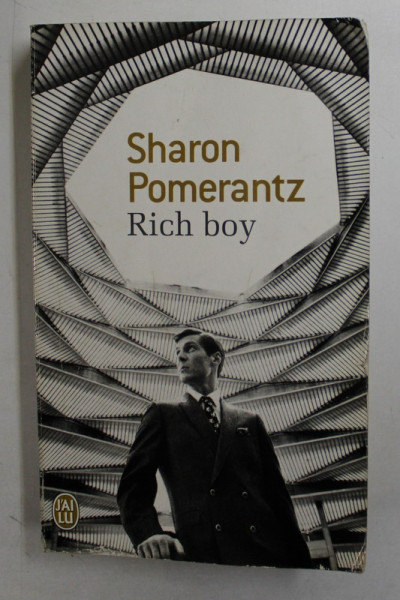 Sharon
Pomerantz
Rich boy
J'AI
LU